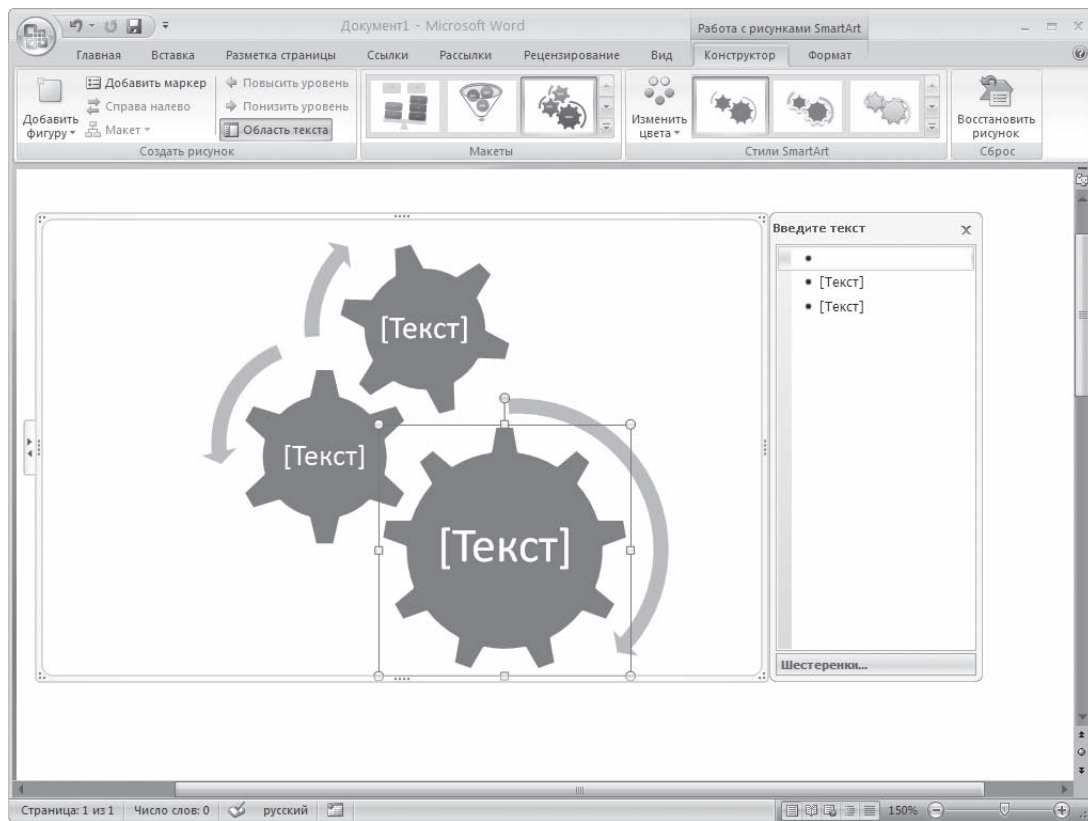 Документ1 - Microsoft Word
Работа с рисунками SmartArt
Главная Вставка Разметка страницы Ссылки Рассылки Рецензирование Вид Конструктор Формат
Добавить фигуру
Добавить маркер
Справа налево
Макет
Повысить уровень
Понизить уровень
Область текста
Создать рисунок
Макеты
Изменить цвета
Стили SmartArt
Восстановить рисунок
Сброс
[Текст]
[Текст]
[Текст]
Введите текст
[Текст]
[Текст]
Шестеренки...
Страница: 1 из 1 Число слов: 0 русский 150%